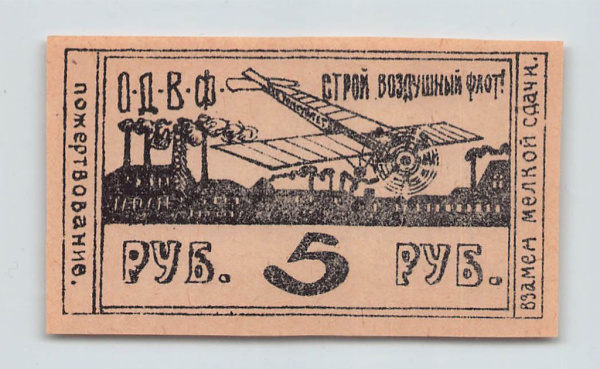 О.Д.В.Ф.
СТРОЙ ВОЗДУШНЫЙ ФЛОТ!
РУБ. 5 РУБ.
пожертвование.
взамен мелкой сдачи.